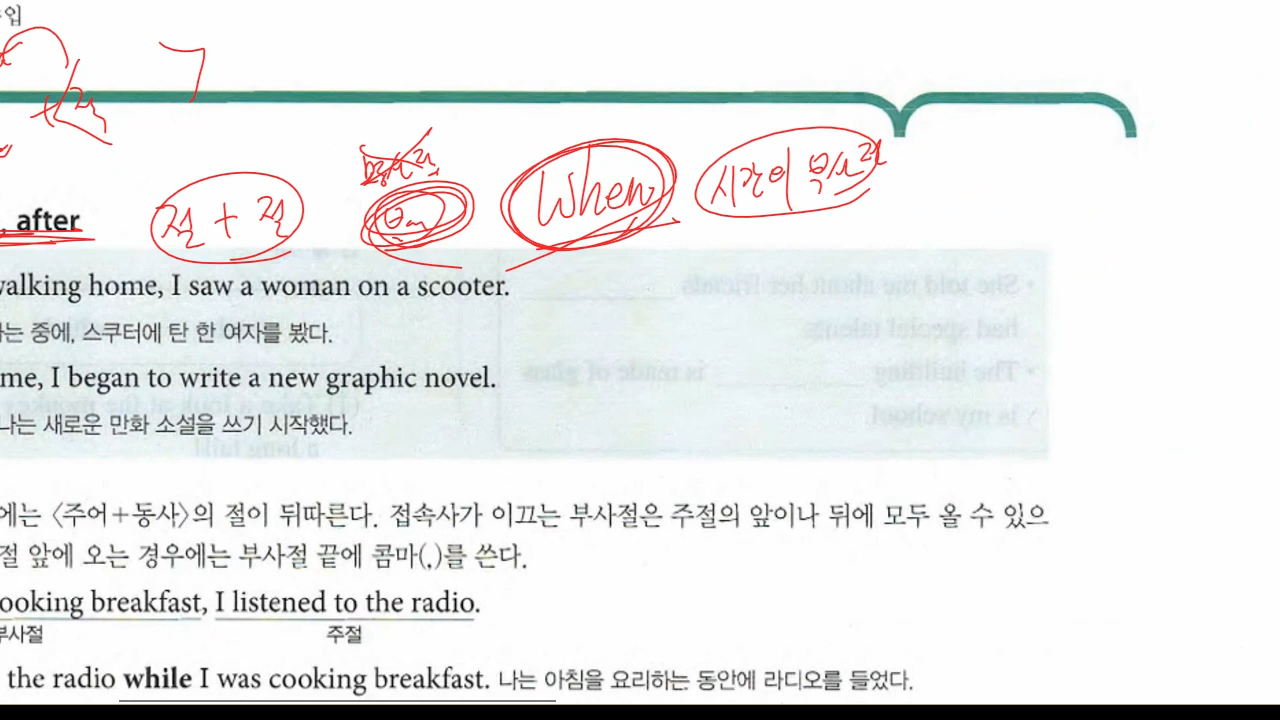 입
절 + 절
When
시간의 부사절
, after
walking home, I saw a woman on a scooter.
는 중에, 스쿠터에 탄 한 여자를 봤다.
me, I began to write a new graphic novel.
나는 새로운 만화 소설을 쓰기 시작했다.
에는 〈주어+동사〉의 절이 뒤따른다. 접속사가 이끄는 부사절은 주절의 앞이나 뒤에 모두 올 수 있으
절 앞에 오는 경우에는 부사절 끝에 콤마(,)를 쓴다.
ooking breakfast, I listened to the radio.
부사절 주절
the radio while I was cooking breakfast. 나는 아침을 요리하는 동안에 라디오를 들었다.